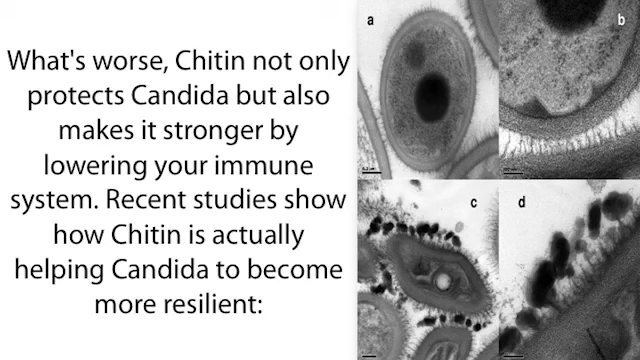 What's worse, Chitin not only
protects Candida but also
makes it stronger by
lowering your immune
system. Recent studies show
how Chitin is actually
helping Candida to become
more resilient:
a
b
c
d